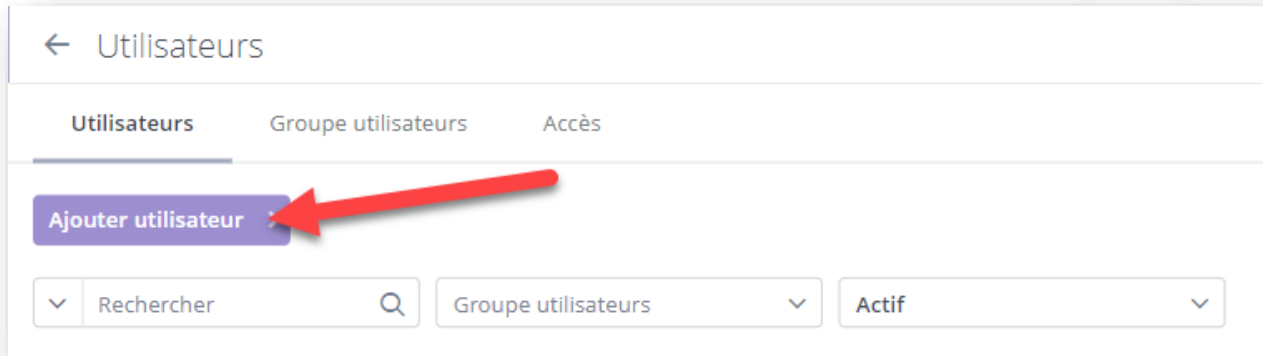 Utilisateurs
Utilisateurs Groupe utilisateurs Accès
Ajouter utilisateur
Rechercher Groupe utilisateurs Actif